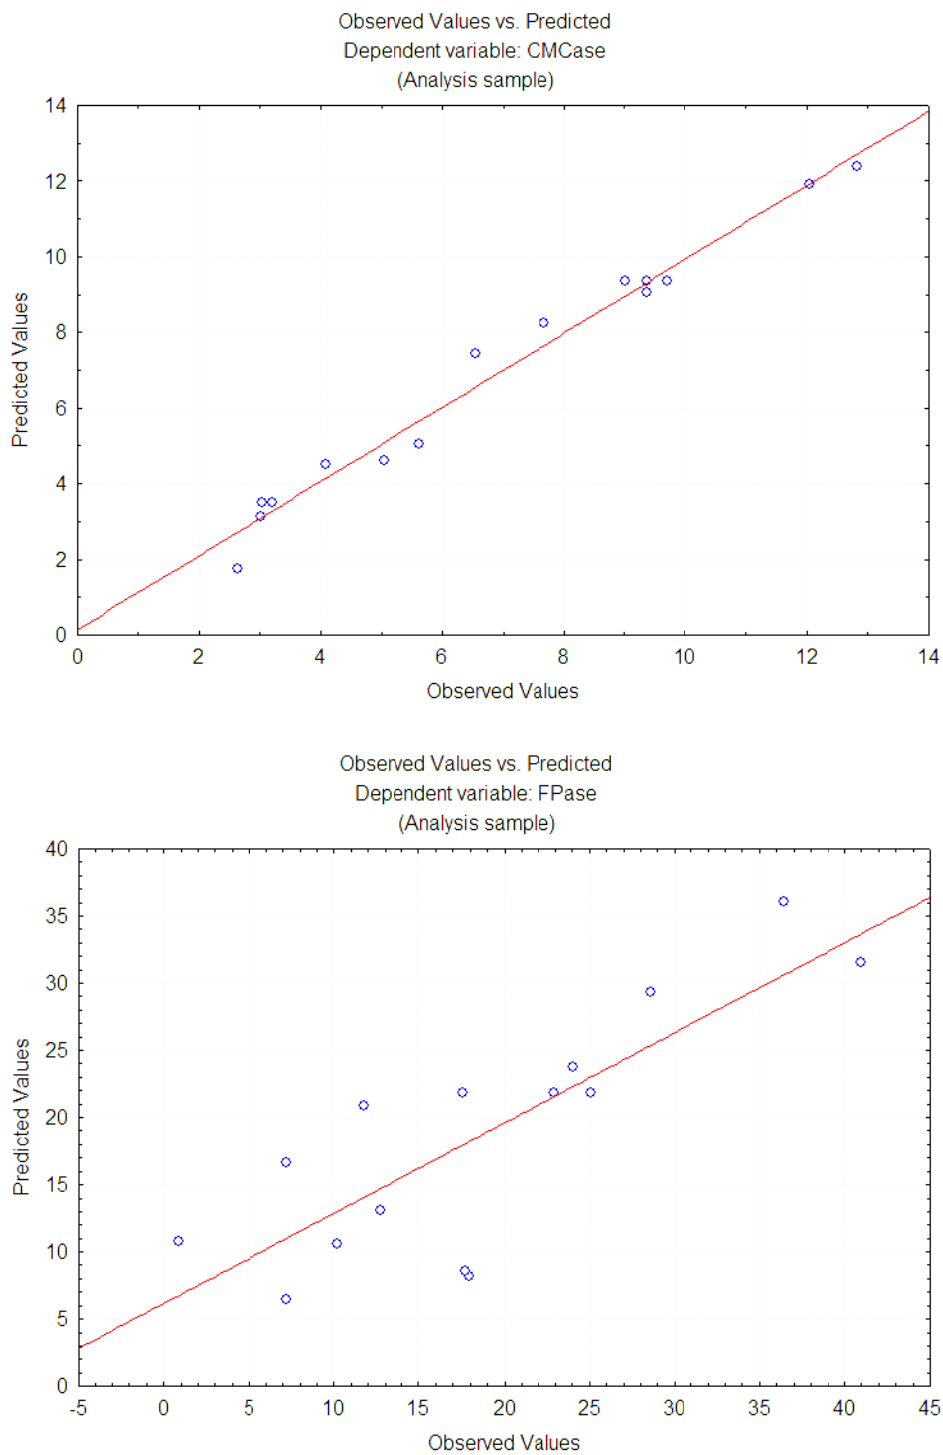 Observed Values vs. Predicted
Dependent variable: CMCase
(Analysis sample)
14
12
10
8
6
4
2
0
Predicted Values
0 2 4 6 8 10 12 14
Observed Values
Observed Values vs. Predicted
Dependent variable: FPase
(Analysis sample)
40
35
30
25
20
15
10
5
0
Predicted Values
-5 0 5 10 15 20 25 30 35 40 45
Observed Values